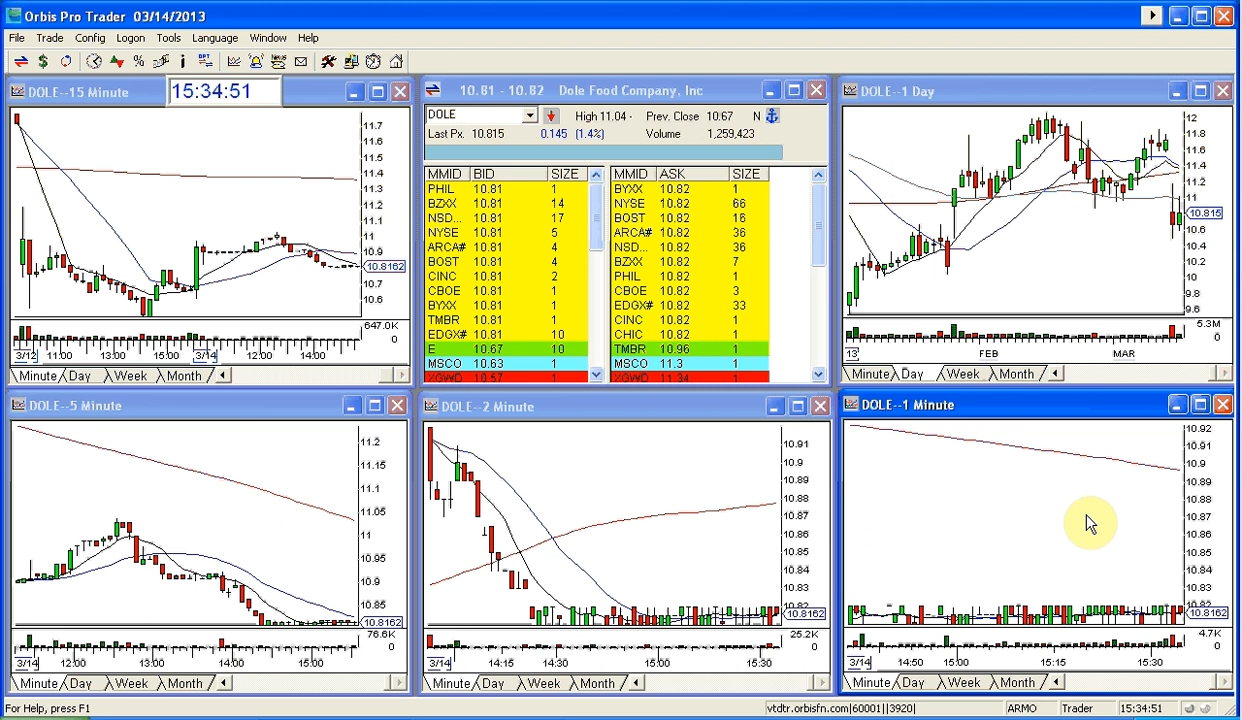 Orbis Pro Trader 03/14/2013
File Trade Config Logon Tools Language Window Help
DOLE--15 Minute
15:34:51
11.7
11.6
11.5
11.4
11.3
11.2
11.1
11
10.9
10.8162
10.7
10.6
647.0K
0
3/12 11:00 13:00 15:00 3/14 12:00 14:00
Minute Day Week Month
10.81 - 10.82 Dole Food Company, Inc
DOLE High 11.04 - Prev. Close 10.67 N
Last Px. 10.815 0.145 (1.4%) Volume 1,259,423
MMID BID SIZE MMID ASK SIZE
PHIL 10.81 1 BYXX 10.82 1
BZXX 10.81 14 NYSE 10.82 66
NSD... 10.81 17 BOST 10.82 16
NYSE 10.81 5 ARCA# 10.82 36
ARCA# 10.81 4 NSD... 10.82 36
BOST 10.81 4 BZXX 10.82 7
CINC 10.81 2 PHIL 10.82 1
CBOE 10.81 1 CBOE 10.82 3
BYXX 10.81 1 EDGX# 10.82 33
TMBR 10.81 1 CINC 10.82 1
EDGX# 10.81 10 CHIC 10.82 1
E 10.67 10 TMBR 10.96 1
MSCO 10.63 1 MSCO 11.3 1
10.57 1 11.34 1
DOLE--1 Day
12
11.8
11.6
11.4
11.2
11
10.815
10.6
10.4
10.2
10
9.8
9.6
5.3M
0
13' FEB MAR
Minute Day Week Month
DOLE--5 Minute
11.2
11.15
11.1
11.05
11
10.95
10.9
10.85
10.8162
76.6K
0
3/14 12:00 13:00 14:00 15:00
Minute Day Week Month
DOLE--2 Minute
10.91
10.9
10.89
10.88
10.87
10.86
10.85
10.84
10.83
10.82
10.8162
25.2K
0
3/14 14:15 14:30 15:00 15:30
Minute Day Week Month
DOLE--1 Minute
10.92
10.91
10.9
10.89
10.88
10.87
10.86
10.85
10.84
10.83
10.82
10.8162
4.7K
0
3/14 14:50 15:00 15:15 15:30
Minute Day Week Month
For Help, press F1 vtdtr.orbisfn.com|60001||3920| ARMO Trader 15:34:51